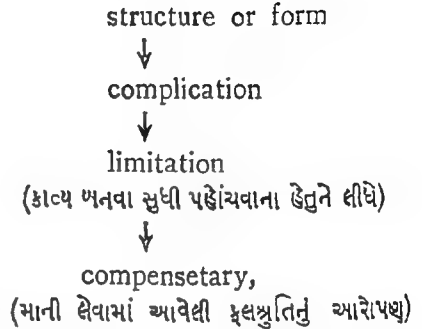 structure or form
↓
complication
↓
limitation
(કાવ્ય બનવા સુધી પહોંચવાના હેતુને લીધે)
↓
compensetary,
(માની લેવામાં આવેલી ફલશ્રુતિનું આરોપણ)